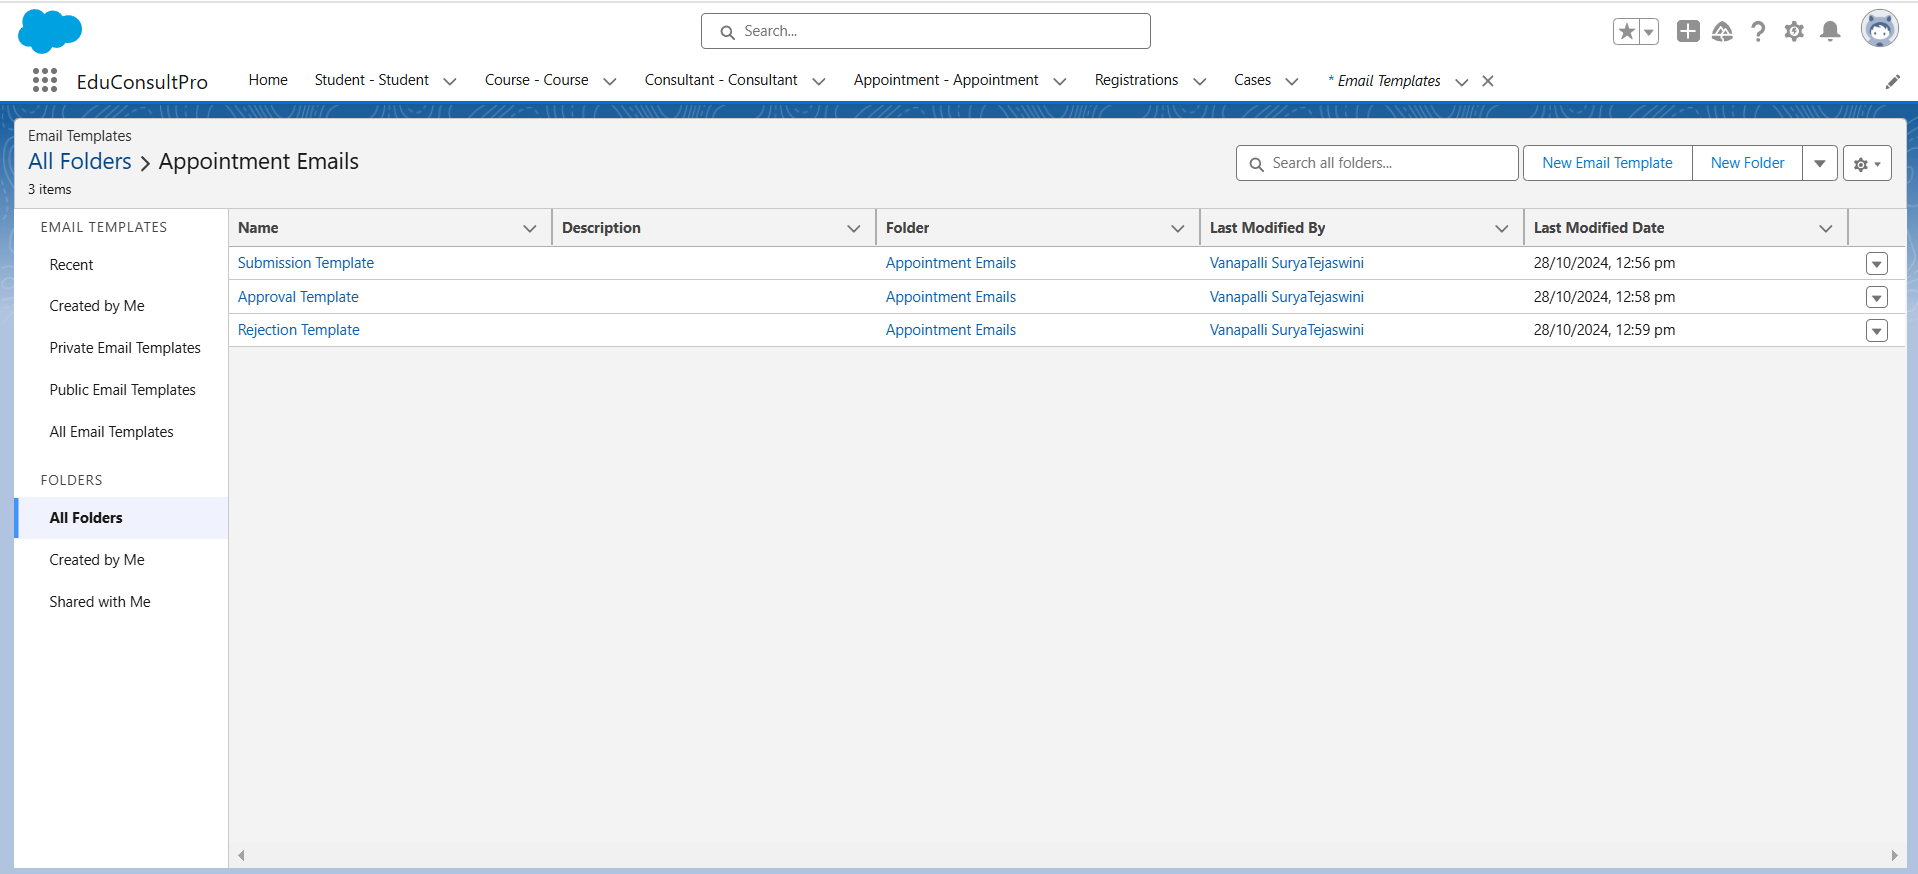 Search...
EduConsultPro Home Student - Student Course - Course Consultant - Consultant Appointment - Appointment Registrations Cases * Email Templates
Email Templates
All Folders > Appointment Emails
3 items
Search all folders...
New Email Template
New Folder
EMAIL TEMPLATES
Recent
Created by Me
Private Email Templates
Public Email Templates
All Email Templates
FOLDERS
All Folders
Created by Me
Shared with Me
Name Description Folder Last Modified By Last Modified Date
Submission Template Appointment Emails Vanapalli SuryaTejaswini 28/10/2024, 12:56 pm
Approval Template Appointment Emails Vanapalli SuryaTejaswini 28/10/2024, 12:58 pm
Rejection Template Appointment Emails Vanapalli SuryaTejaswini 28/10/2024, 12:59 pm